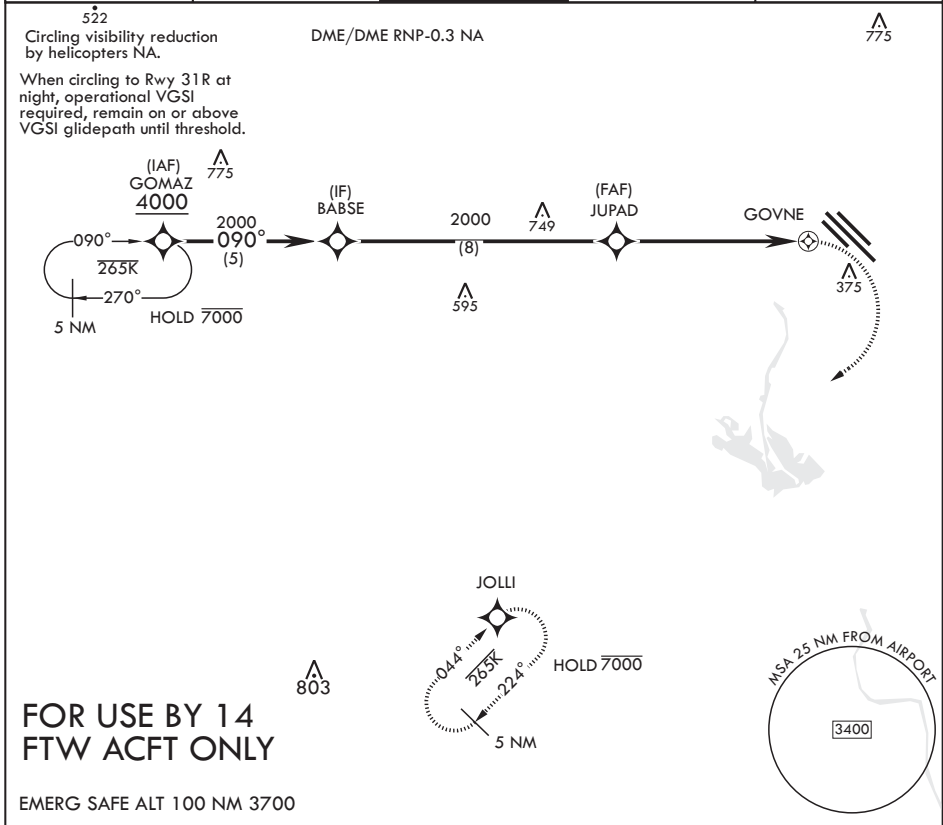 522
Circling visibility reduction
by helicopters NA.
DME/DME RNP-0.3 NA
775
When circling to Rwy 31R at
night, operational VGSI
required, remain on or above
VGSI glidepath until threshold.
(IAF)
GOMAZ
4000
775
090°
265K
270°
5 NM
HOLD 7000
2000
090°
(5)
(IF)
BABSE
2000
(8)
749
595
(FAF)
JUPAD
GOVNE
375
JOLLI
044°
265K
224°
HOLD 7000
5 NM
803
MSA 25 NM FROM AIRPORT
3400
FOR USE BY 14
FTW ACFT ONLY
EMERG SAFE ALT 100 NM 3700